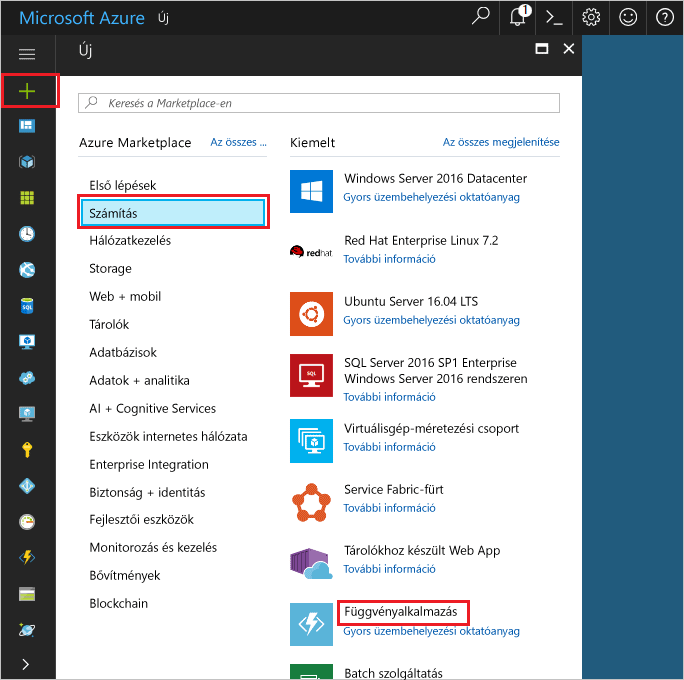 Microsoft Azure Új
1
Új
Keresés a Marketplace-en
Azure Marketplace Az összes ...
Első lépések
Számítás
Hálózatkezelés
Storage
Web + mobil
Tárolók
Adatbázisok
Adatok + analitika
AI + Cognitive Services
Eszközök internetes hálózata
Enterprise Integration
Biztonság + identitás
Fejlesztői eszközök
Monitorozás és kezelés
Bővítmények
Blockchain
Kiemelt Az összes megjelenítése
Windows Server 2016 Datacenter
Gyors üzembehelyezési oktatóanyag
redhat
Red Hat Enterprise Linux 7.2
További információ
Ubuntu Server 16.04 LTS
Gyors üzembehelyezési oktatóanyag
SQL
SQL Server 2016 SP1 Enterprise
Windows Server 2016 rendszeren
További információ
Virtuálisgép-méretezési csoport
További információ
Service Fabric-fürt
További információ
Tárolókhoz készült Web App
További információ
Függvényalkalmazás
Gyors üzembehelyezési oktatóanyag
Batch szolgáltatás
SQL